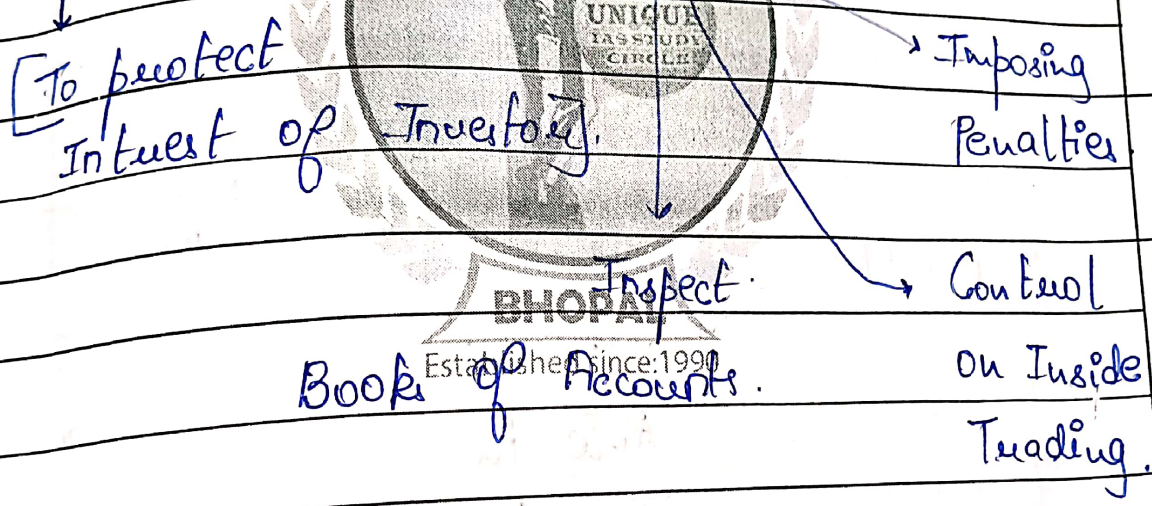 UNIQUE
IAS STUDY
CIRCLE
[To protect
Interest of Investors].
Imposing
Penalties.
Inspect.
Books of Accounts.
Control
on Inside
Trading.
BHOPAL
Established since:1990